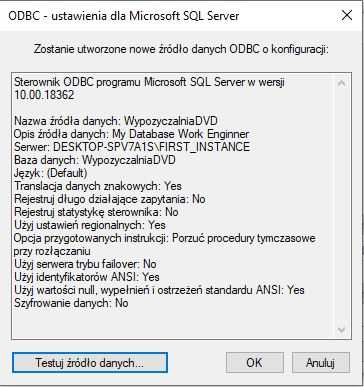 ODBC - ustawienia dla Microsoft SQL Server
Zostanie utworzone nowe źródło danych ODBC o konfiguracji:
Sterownik ODBC programu Microsoft SQL Server w wersji
10.00.18362
Nazwa źródła danych: WypozyczalniaDVD
Opis źródła danych: My Database Work Enginner
Serwer: DESKTOP-SPV7A1S\FIRST_INSTANCE
Baza danych: WypozyczalniaDVD
Język: (Default)
Translacja danych znakowych: Yes
Rejestruj długo działające zapytania: No
Rejestruj statystykę sterownika: No
Użyj ustawień regionalnych: Yes
Opcja przygotowanych instrukcji: Porzuć procedury tymczasowe
przy rozłączaniu
Użyj serwera trybu failover: No
Użyj identyfikatorów ANSI: Yes
Użyj wartości null, wypełnień i ostrzeżeń standardu ANSI: Yes
Szyfrowanie danych: No
Testuj źródło danych...
OK
Anuluj